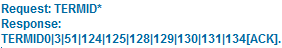 Request: TERMID*
Response:
TERMID0|3|51|124|125|128|129|130|131|134[ACK].